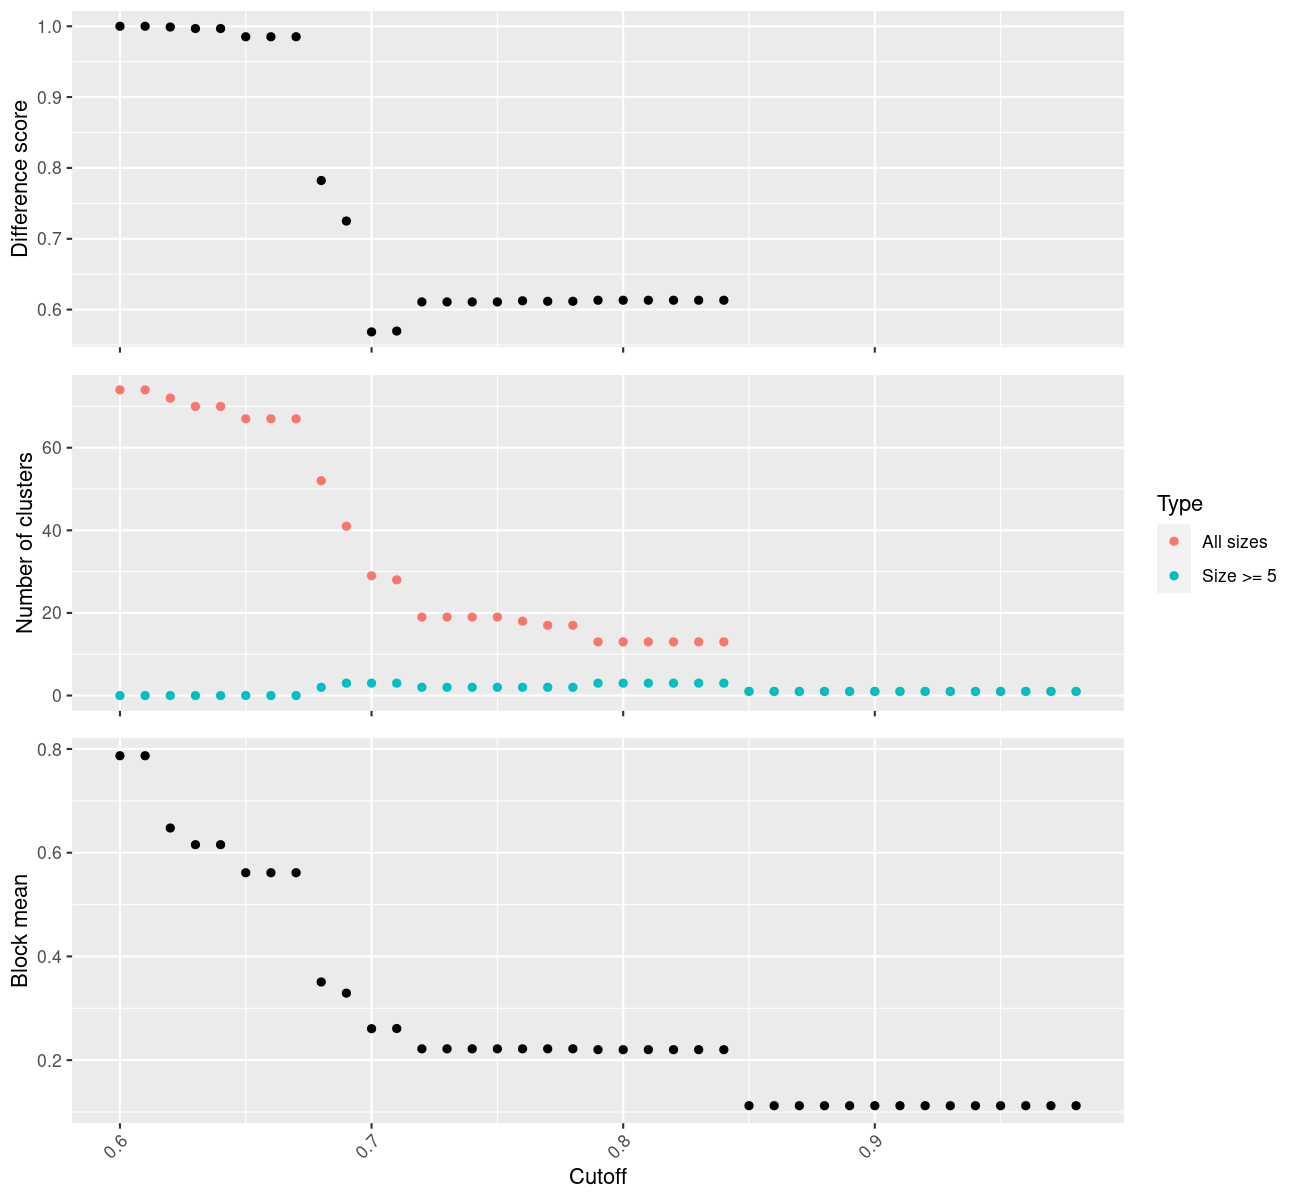 1.0
0.9
0.8
0.7
0.6
Difference score
60
40
20
0
Number of clusters
Type
All sizes
Size >= 5
0.8
0.6
0.4
0.2
Block mean
0.6 0.7 0.8 0.9
Cutoff